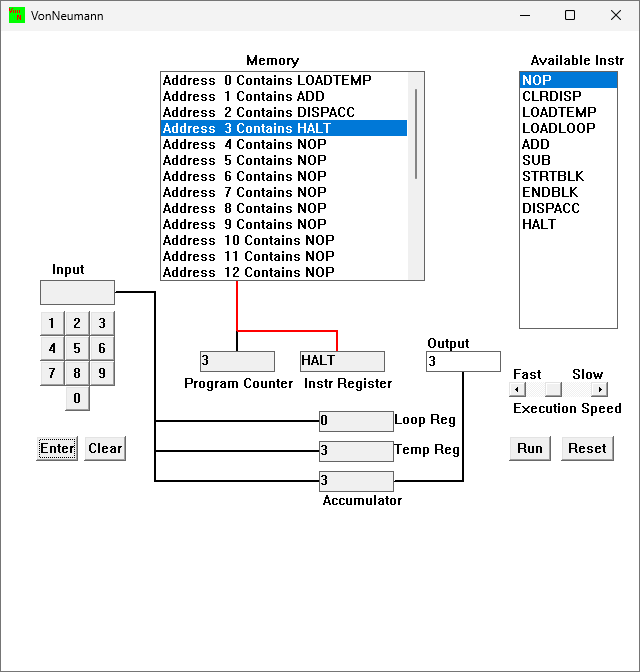 VonNeumann
Memory
Address 0 Contains LOADTEMP
Address 1 Contains ADD
Address 2 Contains DISPACC
Address 3 Contains HALT
Address 4 Contains NOP
Address 5 Contains NOP
Address 6 Contains NOP
Address 7 Contains NOP
Address 8 Contains NOP
Address 9 Contains NOP
Address 10 Contains NOP
Address 11 Contains NOP
Address 12 Contains NOP
Available Instr
NOP
CLRDISP
LOADTEMP
LOADLOOP
ADD
SUB
STRTBLK
ENDBLK
DISPACC
HALT
Input
1 2 3
4 5 6
7 8 9
0
Enter Clear
3
Program Counter
HALT
Instr Register
Output
3
Fast Slow
Execution Speed
Run Reset
0 Loop Reg
3 Temp Reg
3
Accumulator